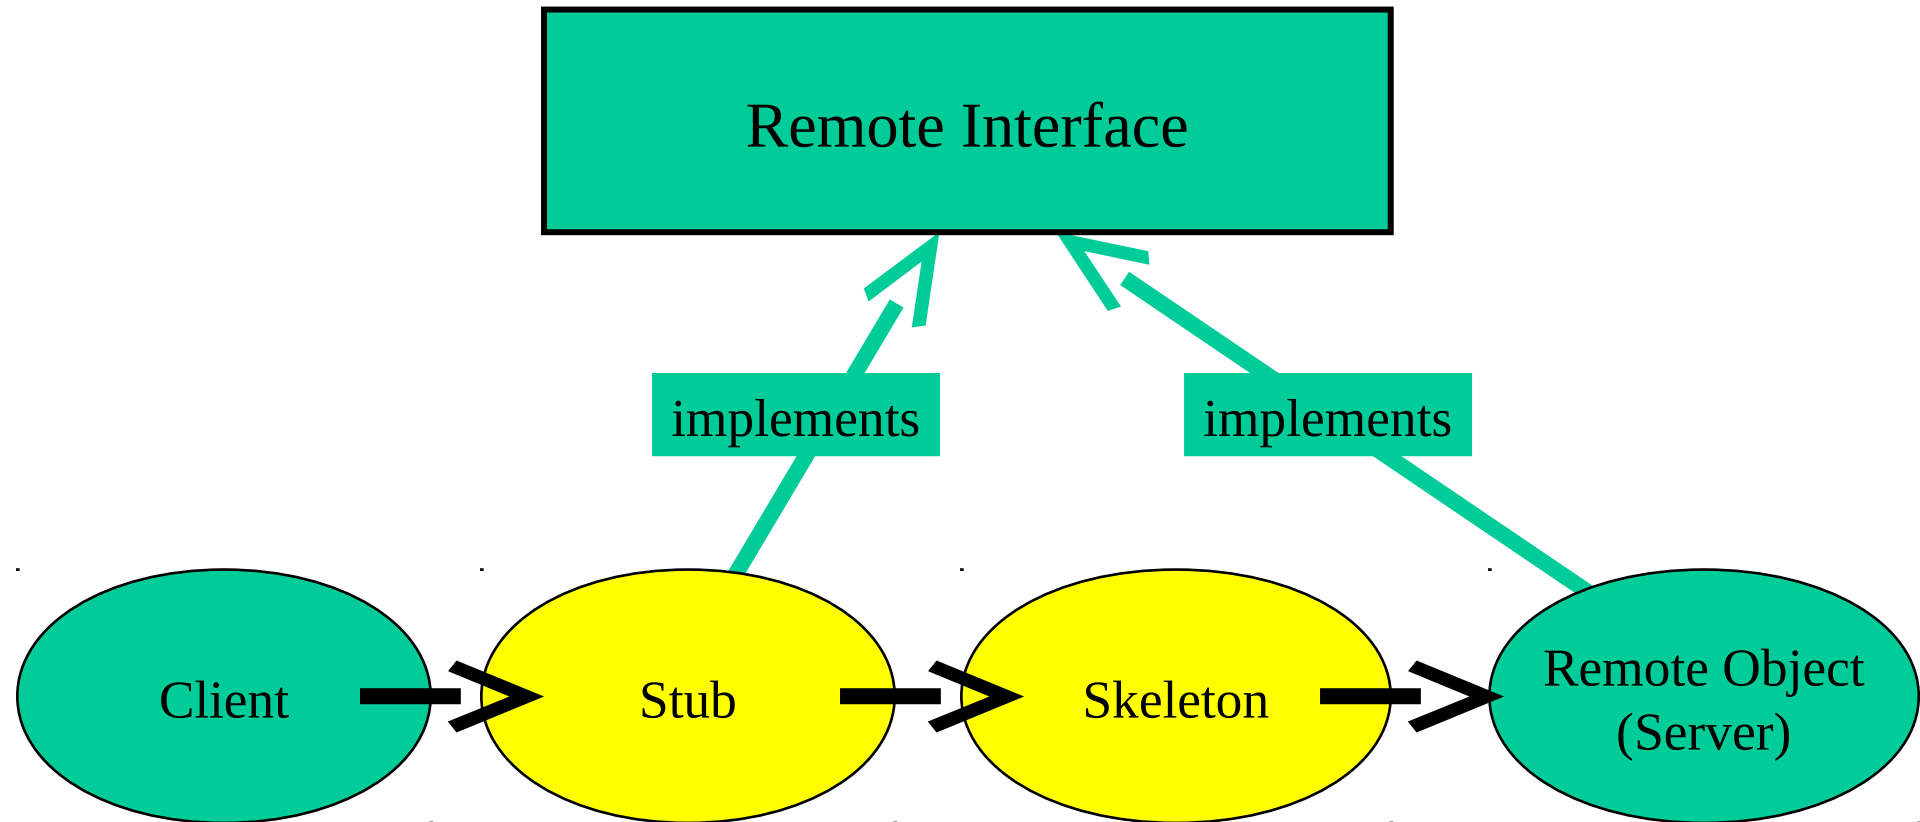 Remote Interface
implements
implements
Client
Stub
Skeleton
Remote Object
(Server)